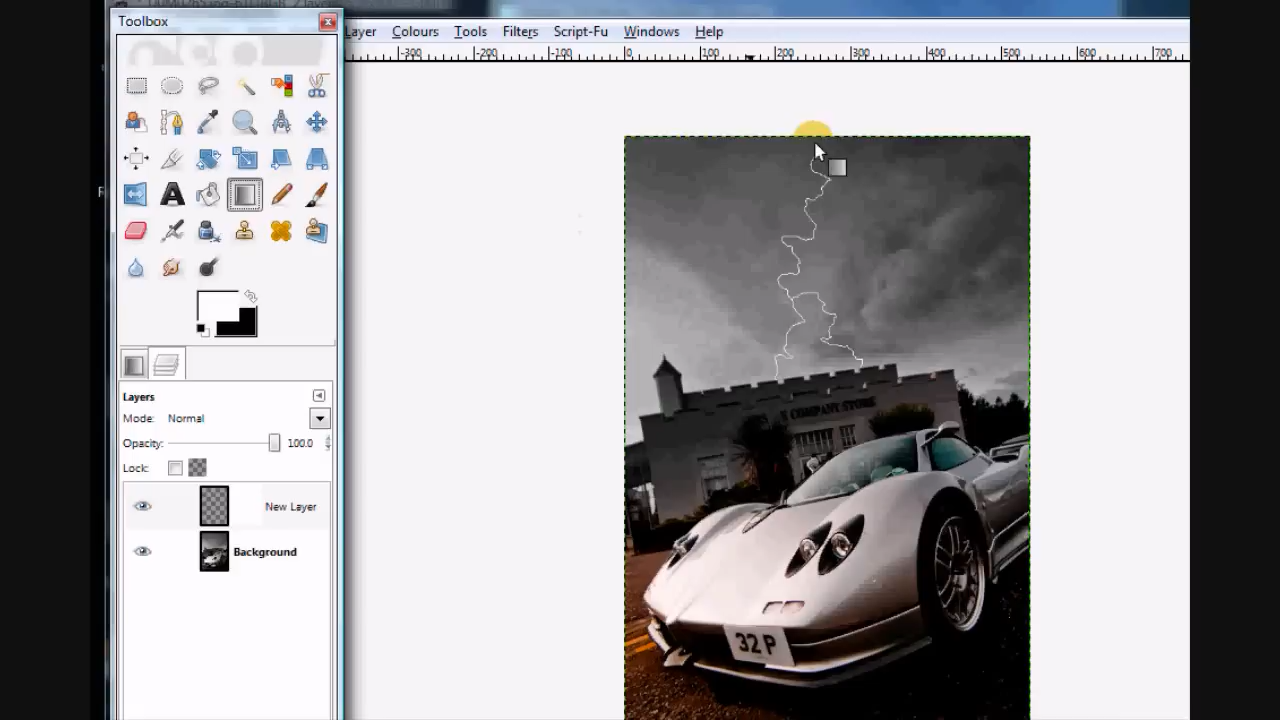 Toolbox
Layer Colours Tools Filters Script-Fu Windows Help
-300 -200 -100 0 100 200 300 400 500 600 700
Layers
Mode: Normal
Opacity: 100.0
Lock:
New Layer
Background
COMPANY STORE
32 P